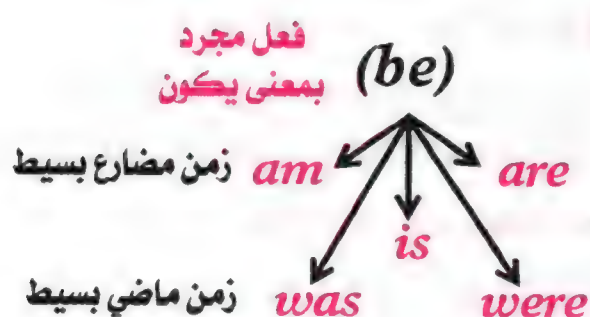 فعل مجرد
بمعنى يكون
(be)
زمن مضارع بسيط am are
is
زمن ماضي بسيط was were